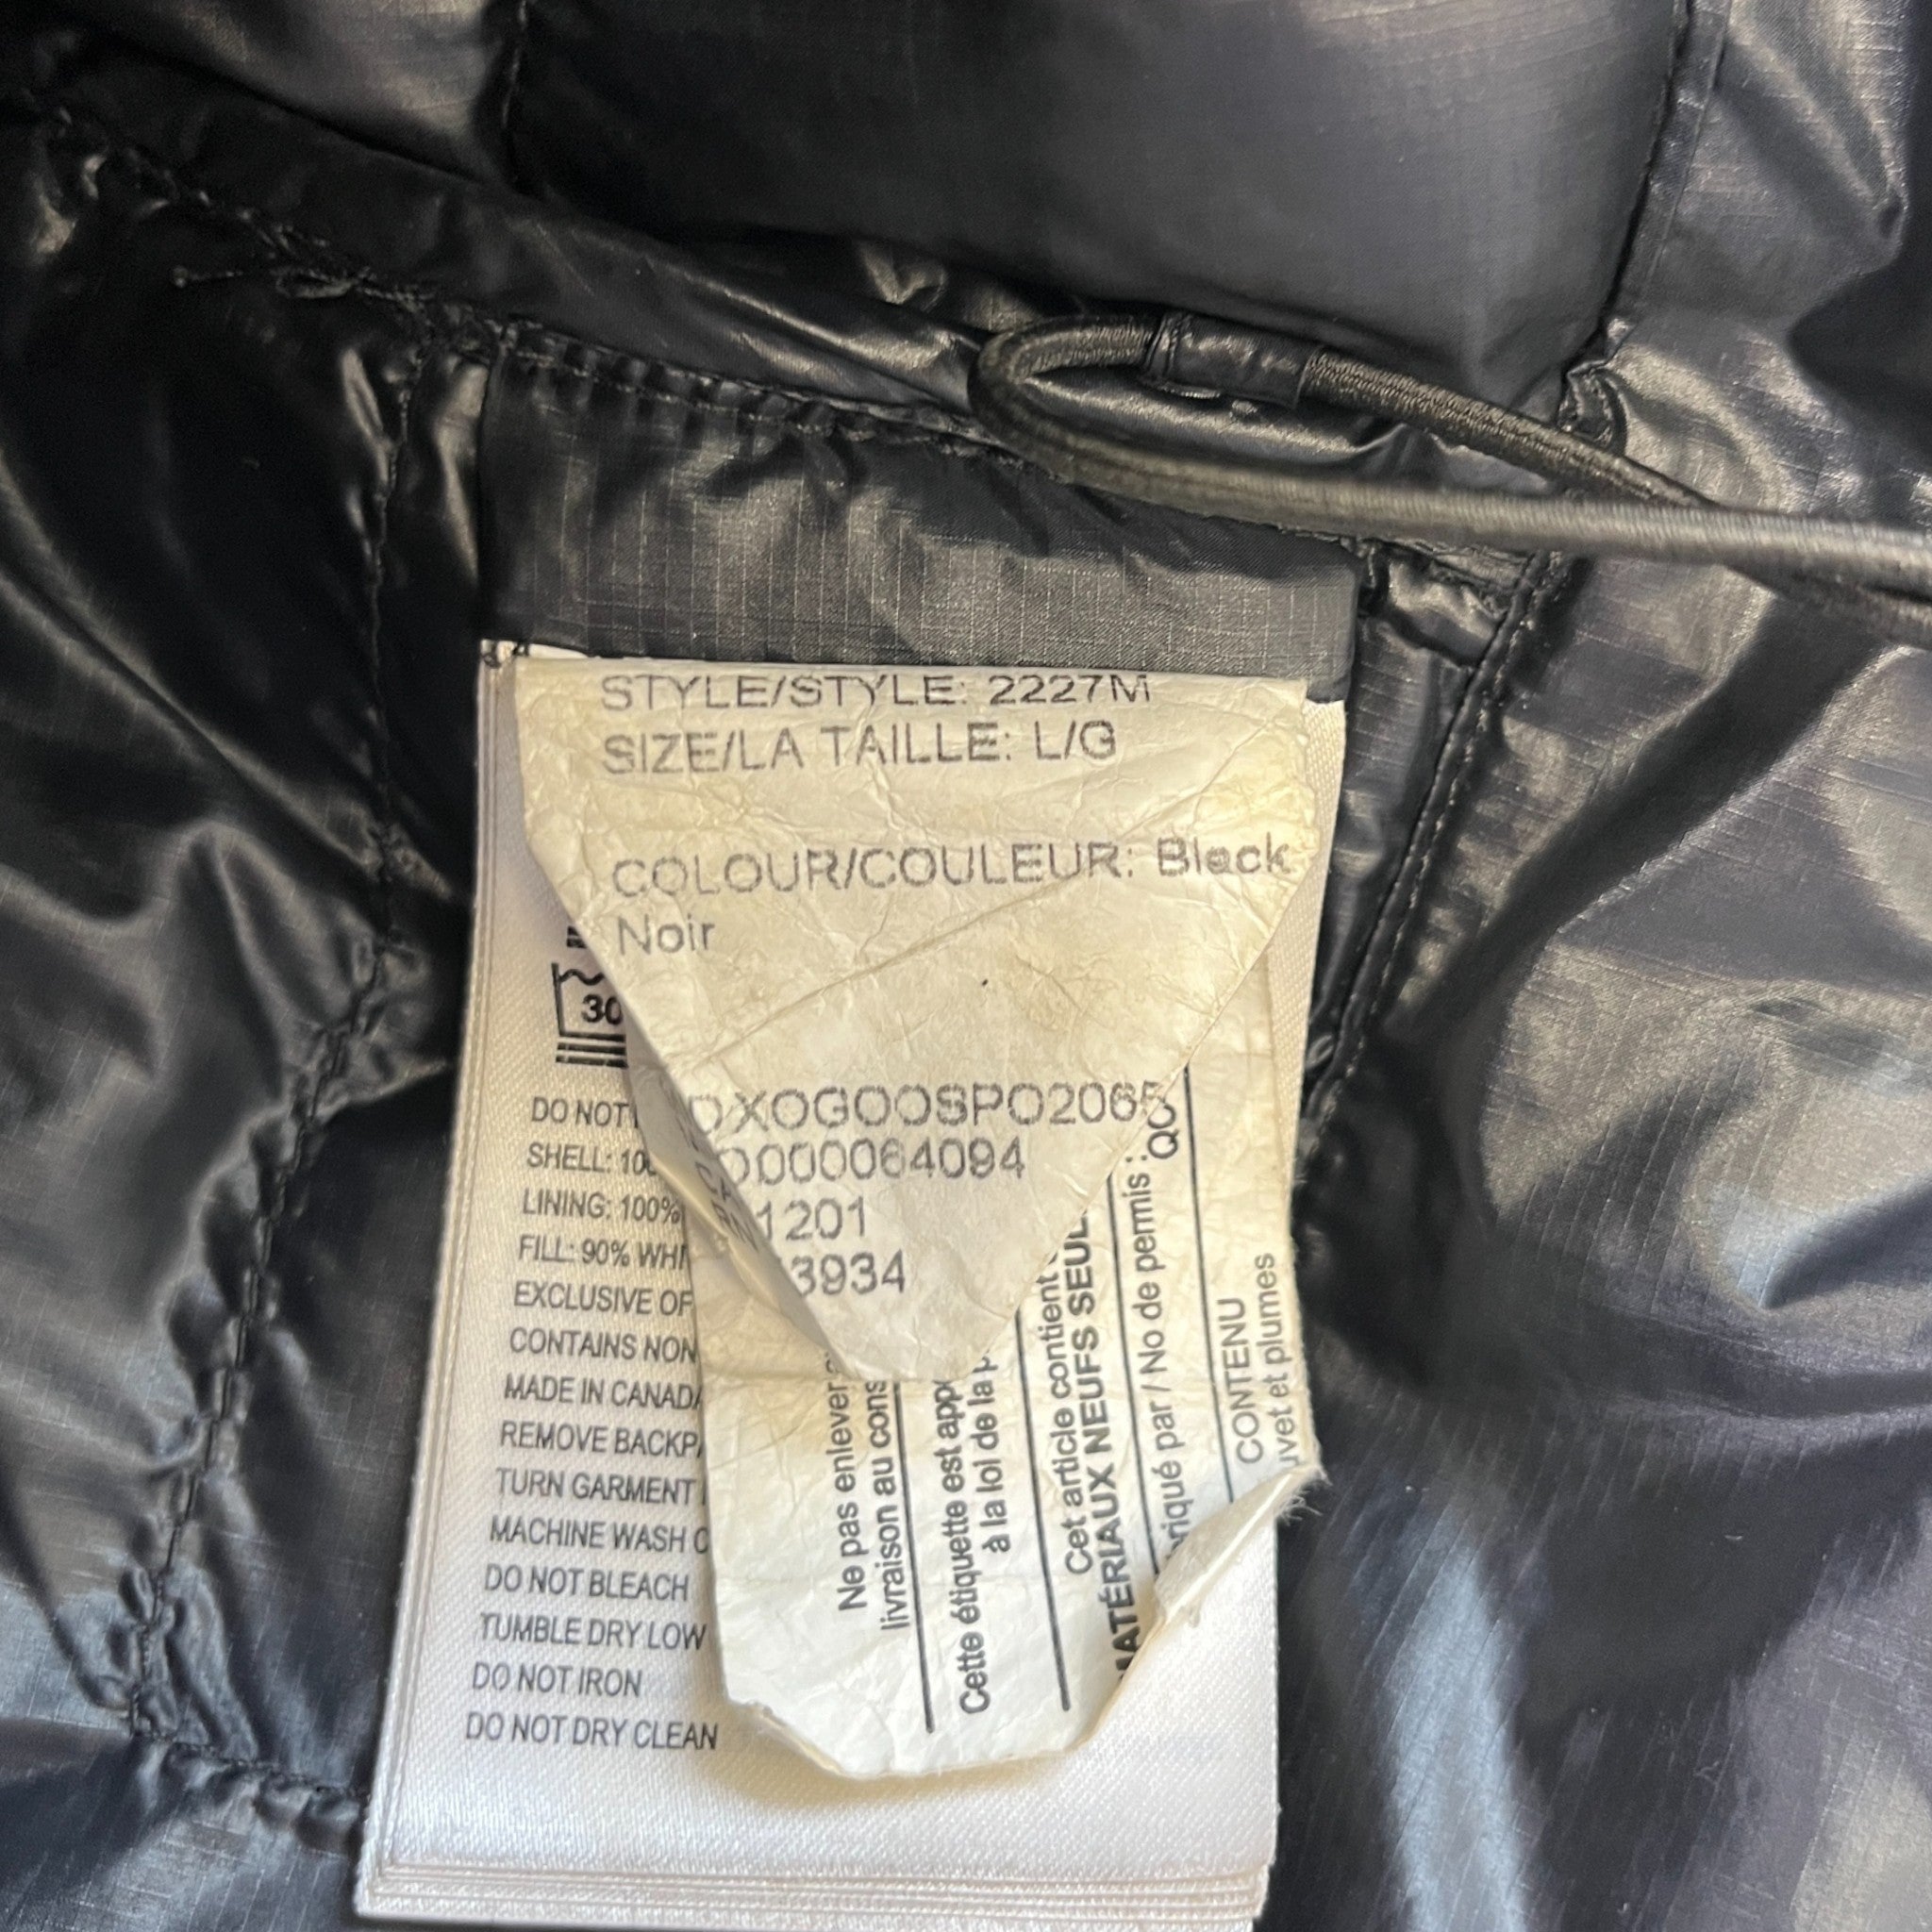 STYLE/STYLE: 2227M
SIZE/LA TAILLE: L/G
COLOUR/COULEUR: Black
Noir
DXOGOOSPO2065
0000064094
1201
3934
30
DO NOT
SHELL: 100
LINING: 100%
FILL: 90% WHI
EXCLUSIVE OF
CONTAINS NON
MADE IN CANADA
REMOVE BACKPA
TURN GARMENT
MACHINE WASH C
DO NOT BLEACH
TUMBLE DRY LOW
DO NOT IRON
DO NOT DRY CLEAN
Ne pas enlever
livraison au cons
Cette étiquette est app
à la loi de la p
Cet article contient
MATÉRIAUX NEUFS SEUL
riqué par / No de permis :
QC
CONTENU
uvet et plumes